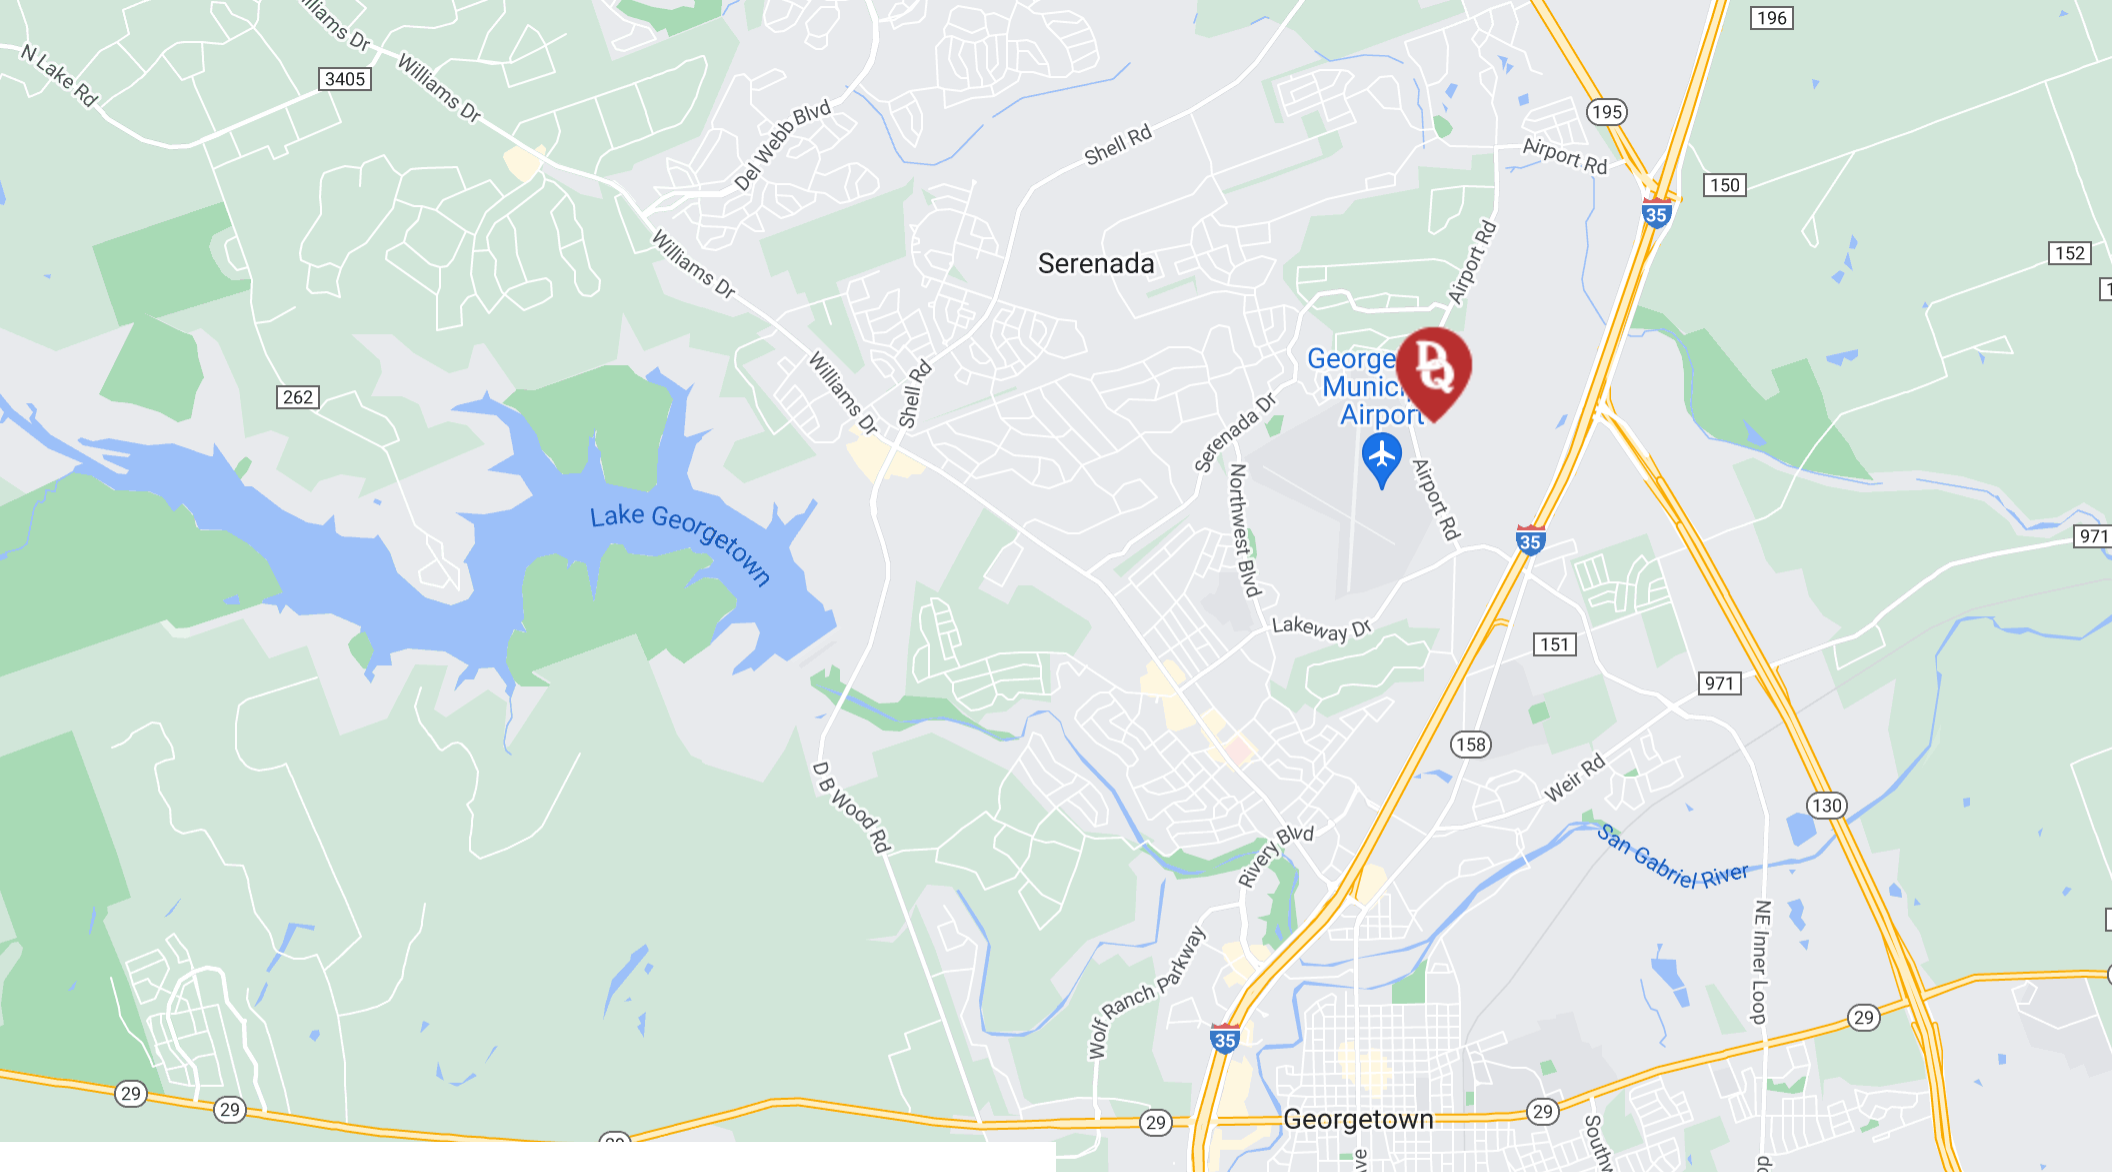 Williams Dr
196
N Lake Rd
3405
Williams Dr
Del Webb Blvd
Shell Rd
195
Airport Rd
150
35
Williams Dr
Serenada
Airport Rd
152
Williams Dr
Shell Rd
262
DQ
Airport
Serenada Dr
Northwest Blvd
Airport Rd
Lake Georgetown
35
971
Lakeway Dr
151
971
158
D B Wood Rd
Weir Rd
130
Rivery Blvd
San Gabriel River
Wolf Ranch Parkway
NE Inner Loop
29
35
29
29
29
Georgetown
29